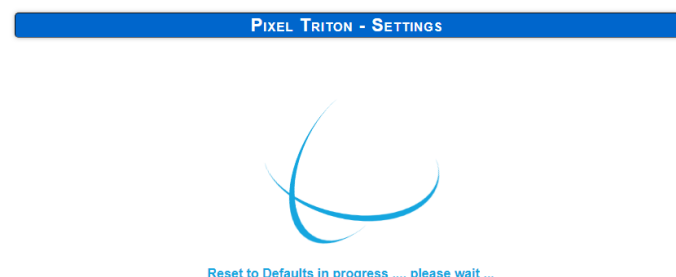 Pixel Triton - Settings
Reset to Defaults in progress .... please wait ...